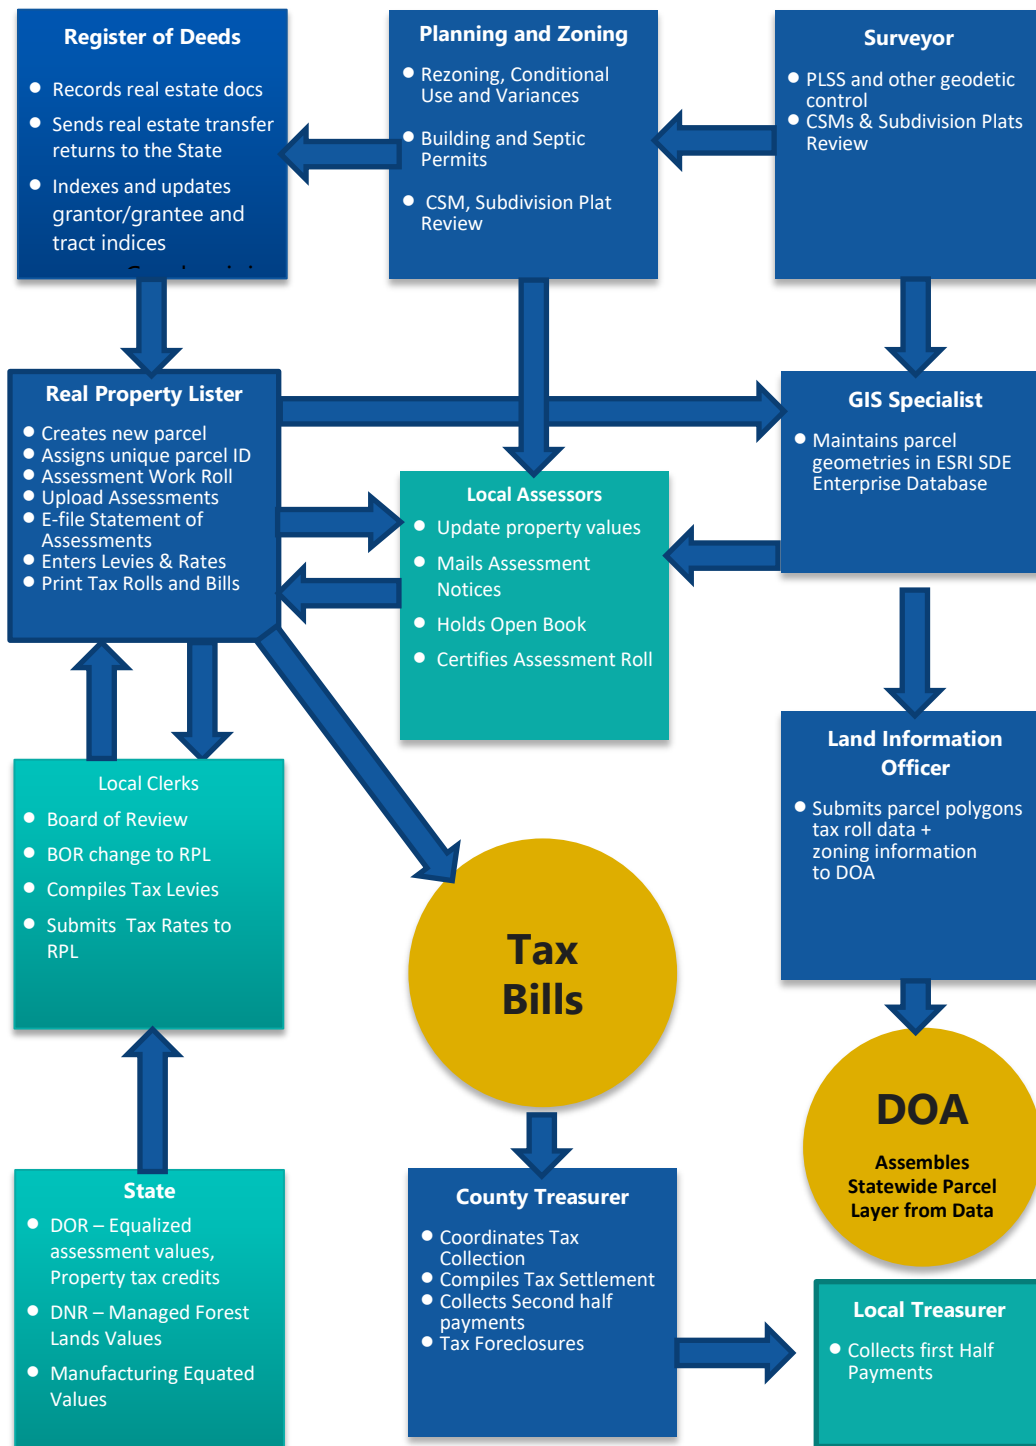 Register of Deeds
● Records real estate docs
● Sends real estate transfer
returns to the State
● Indexes and updates
grantor/grantee and
tract indices
Planning and Zoning
● Rezoning, Conditional
Use and Variances
● Building and Septic
Permits
● CSM, Subdivision Plat
Review
Surveyor
● PLSS and other geodetic
control
● CSMs & Subdivision Plats
Review
Real Property Lister
● Creates new parcel
● Assigns unique parcel ID
● Assessment Work Roll
● Upload Assessments
● E-file Statement of
Assessments
● Enters Levies & Rates
● Print Tax Rolls and Bills
Local Assessors
● Update property values
● Mails Assessment
Notices
● Holds Open Book
● Certifies Assessment Roll
GIS Specialist
● Maintains parcel
geometries in ESRI SDE
Enterprise Database
Land Information
Officer
● Submits parcel polygons
tax roll data +
zoning information
to DOA
Local Clerks
● Board of Review
● BOR change to RPL
● Compiles Tax Levies
● Submits Tax Rates to
RPL
Tax
Bills
DOA
Assembles
Statewide Parcel
Layer from Data
State
● DOR – Equalized
assessment values,
Property tax credits
● DNR – Managed Forest
Lands Values
● Manufacturing Equated
Values
County Treasurer
● Coordinates Tax
Collection
● Compiles Tax Settlement
● Collects Second half
payments
● Tax Foreclosures
Local Treasurer
● Collects first Half
Payments